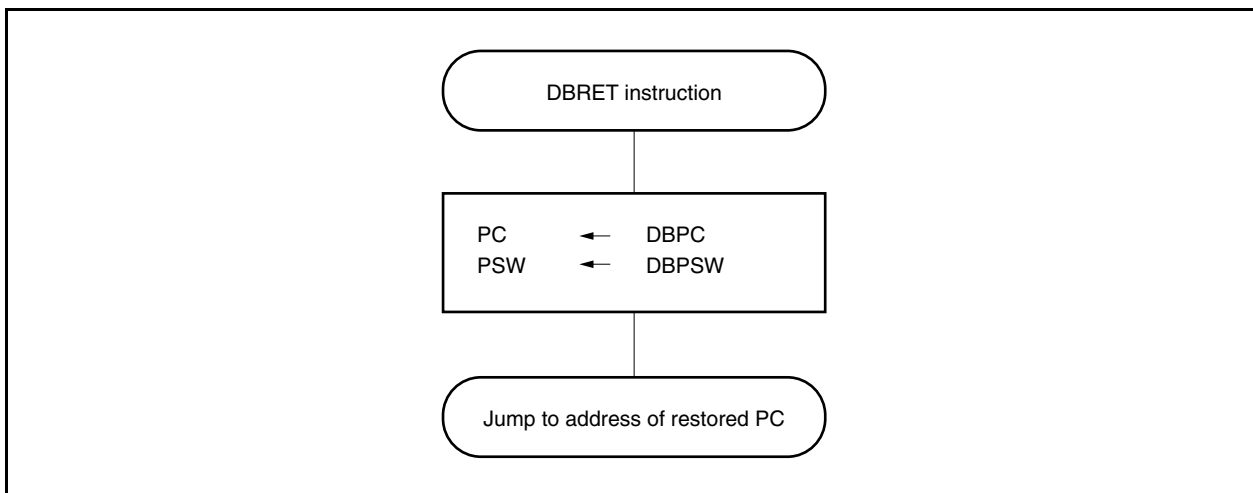 DBRET instruction
PC ← DBPC
PSW ← DBPSW
Jump to address of restored PC